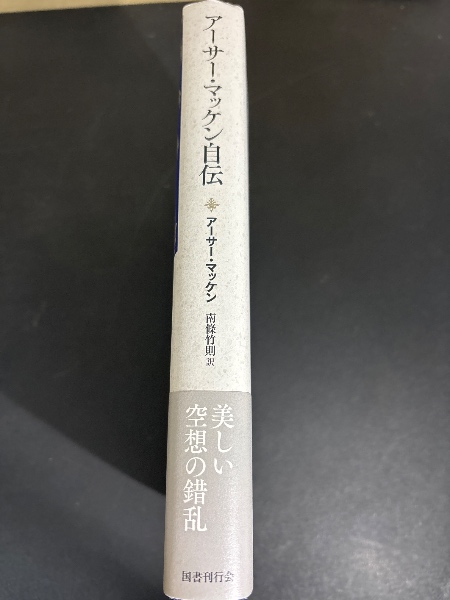 アーサー・マッケン自伝
アーサー・マッケン
南條竹則 訳
美しい
空想の錯乱
国書刊行会